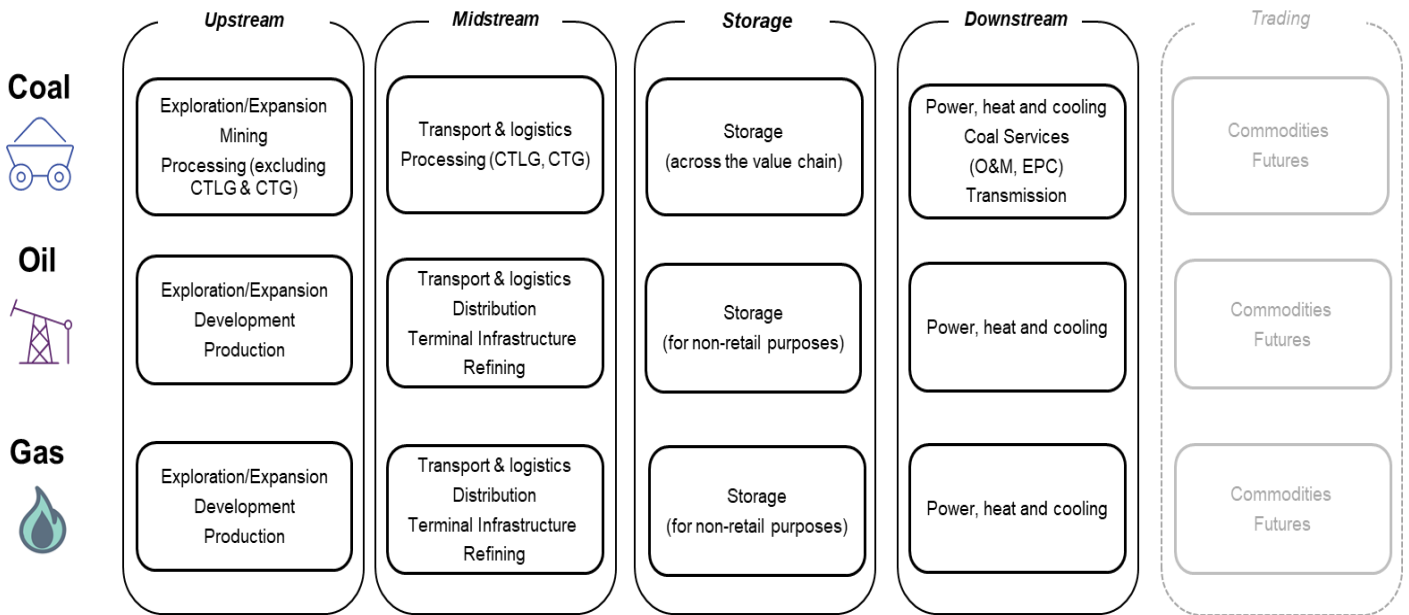 Upstream
Midstream
Storage
Downstream
Trading
Coal
Exploration/Expansion
Mining
Processing (excluding
CTLG & CTG)
Transport & logistics
Processing (CTLG, CTG)
Storage
(across the value chain)
Power, heat and cooling
Coal Services
(O&M, EPC)
Transmission
Commodities
Futures
Oil
Exploration/Expansion
Development
Production
Transport & logistics
Distribution
Terminal Infrastructure
Refining
Storage
(for non-retail purposes)
Power, heat and cooling
Commodities
Futures
Gas
Exploration/Expansion
Development
Production
Transport & logistics
Distribution
Terminal Infrastructure
Refining
Storage
(for non-retail purposes)
Power, heat and cooling
Commodities
Futures